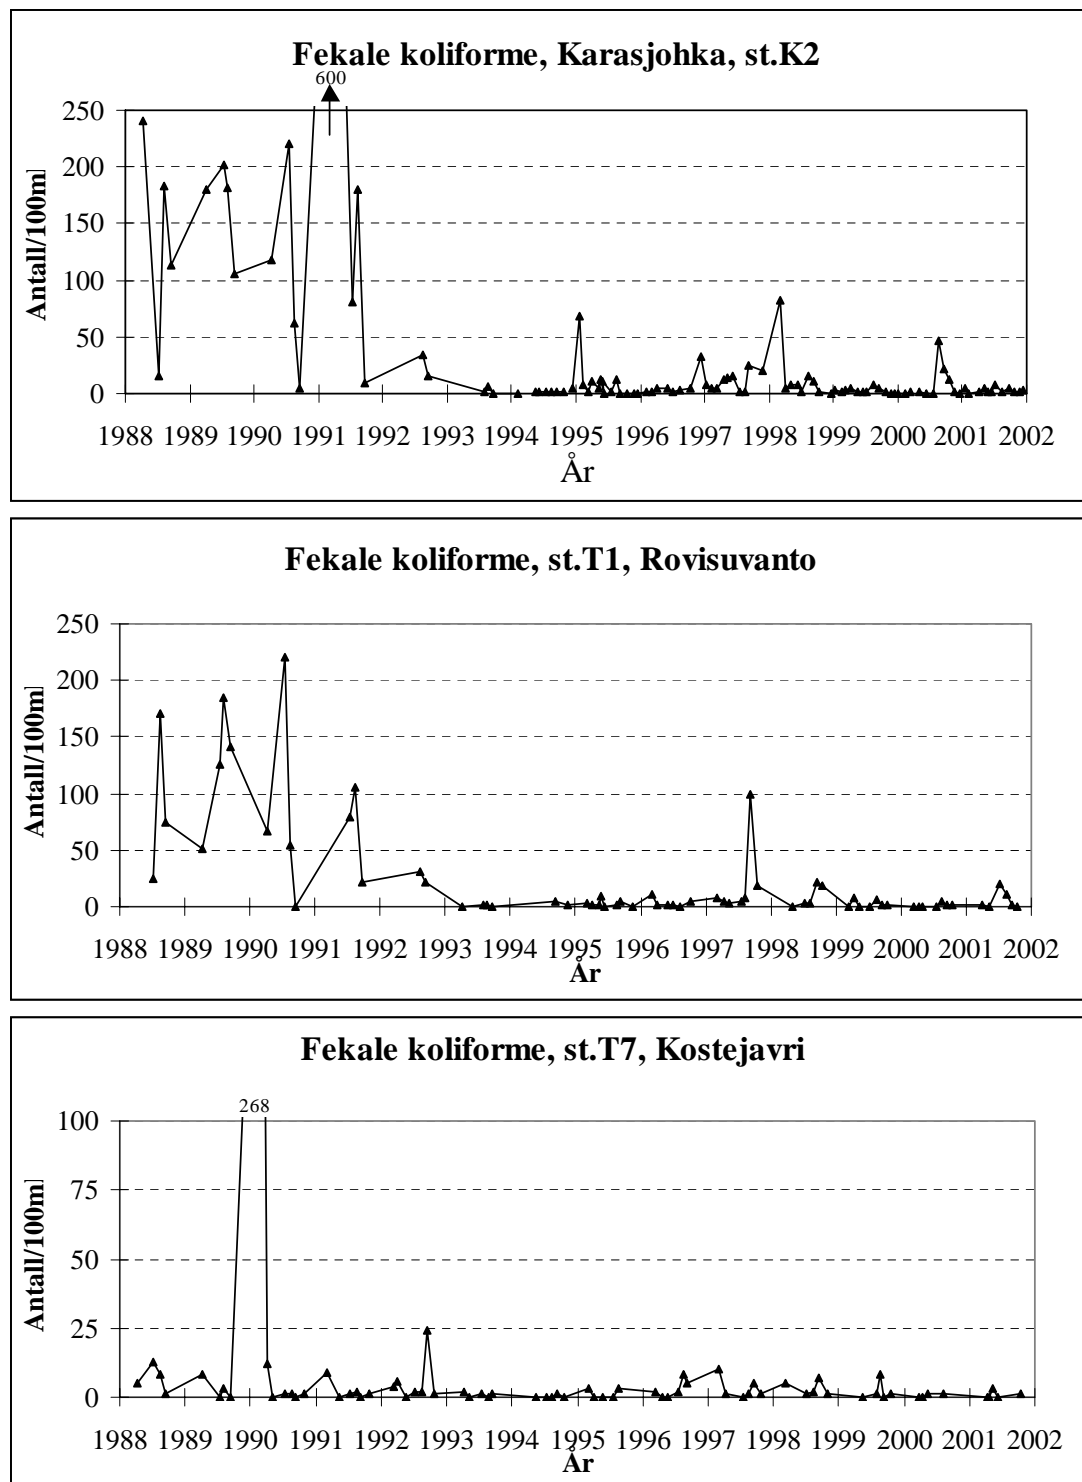 Fekale koliforme, Karasjohka, st.K2
600
250
200
150
100
50
0
Antall/100ml
1988 1989 1990 1991 1992 1993 1994 1995 1996 1997 1998 1999 2000 2001 2002
År
Fekale koliforme, st.T1, Rovisuvanto
250
200
150
100
50
0
Antall/100ml
1988 1989 1990 1991 1992 1993 1994 1995 1996 1997 1998 1999 2000 2001 2002
År
Fekale koliforme, st.T7, Kostejavri
268
100
75
50
25
0
Antall/100ml
1988 1989 1990 1991 1992 1993 1994 1995 1996 1997 1998 1999 2000 2001 2002
År